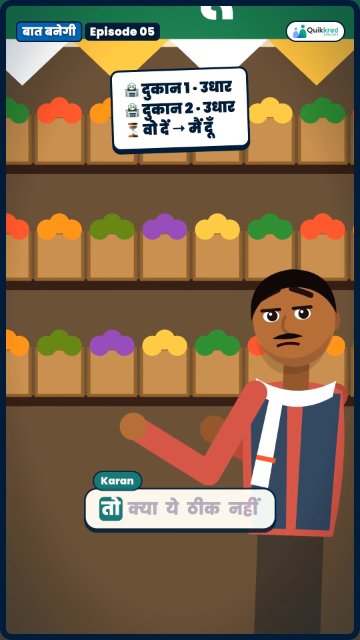 बात बनेगी
Episode 05
Quikkred
दुकान 1 · उधार
दुकान 2 · उधार
वो दें → मैं दूँ
Karan
तो क्या ये ठीक नहीं